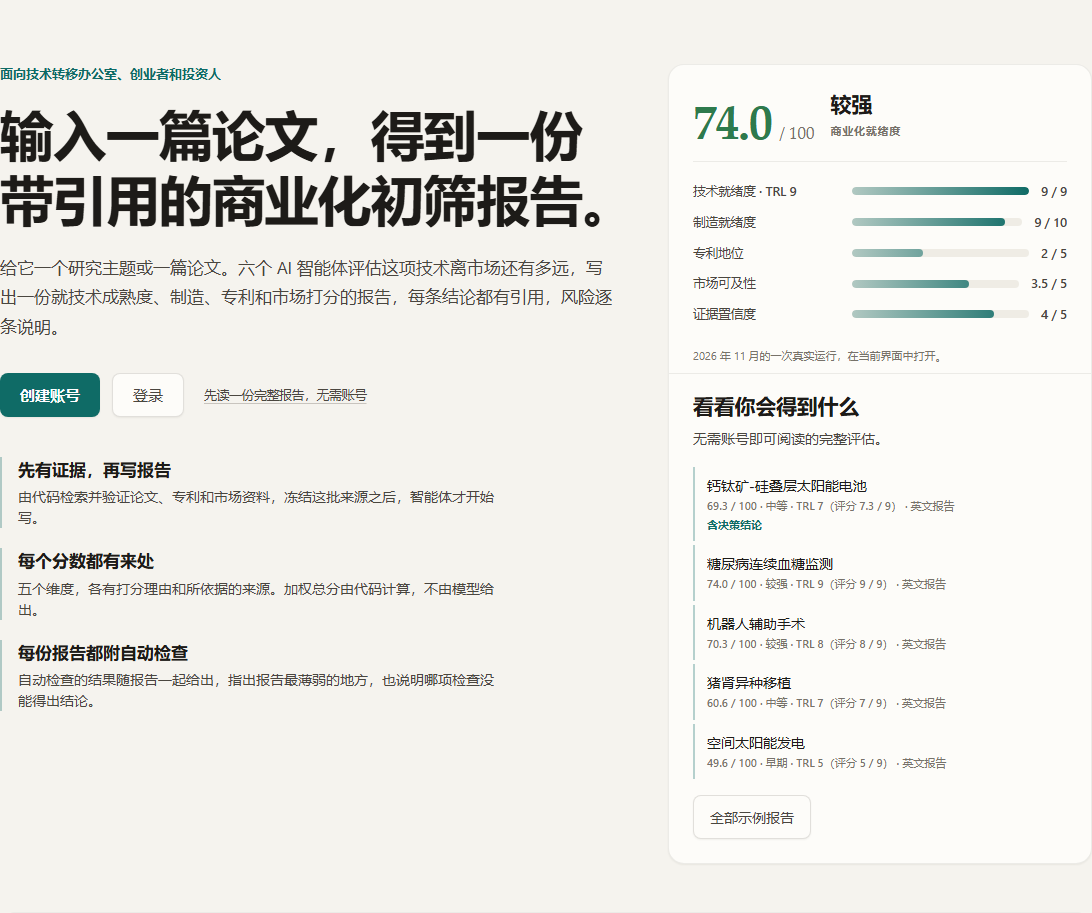 面向技术转移办公室、创业者和投资人
输入一篇论文，得到一份
带引用的商业化初筛报告。
给它一个研究主题或一篇论文。六个 AI 智能体评估这项技术离市场还有多远，写
出一份就技术成熟度、制造、专利和市场打分的报告，每条结论都有引用，风险逐
条说明。
创建账号
登录
先读一份完整报告，无需账号
先有证据，再写报告
由代码检索并验证论文、专利和市场资料，冻结这批来源之后，智能体才开始
写。
每个分数都有来处
五个维度，各有打分理由和所依据的来源。加权总分由代码计算，不由模型给
出。
每份报告都附自动检查
自动检查的结果随报告一起给出，指出报告最薄弱的地方，也说明哪项检查没
能得出结论。
74.0 / 100
较强
商业化就绪度
技术就绪度 · TRL 9
9 / 9
制造就绪度
9 / 10
专利地位
2 / 5
市场可及性
3.5 / 5
证据置信度
4 / 5
2026 年 11 月的一次真实运行，在当前界面中打开。
看看你会得到什么
无需账号即可阅读的完整评估。
钙钛矿-硅叠层太阳能电池
69.3 / 100 · 中等 · TRL 7（评分 7.3 / 9） · 英文报告
含决策结论
糖尿病连续血糖监测
74.0 / 100 · 较强 · TRL 9（评分 9 / 9） · 英文报告
机器人辅助手术
70.3 / 100 · 较强 · TRL 8（评分 8 / 9） · 英文报告
猪肾异种移植
60.6 / 100 · 中等 · TRL 7（评分 7 / 9） · 英文报告
空间太阳能发电
49.6 / 100 · 早期 · TRL 5（评分 5 / 9） · 英文报告
全部示例报告